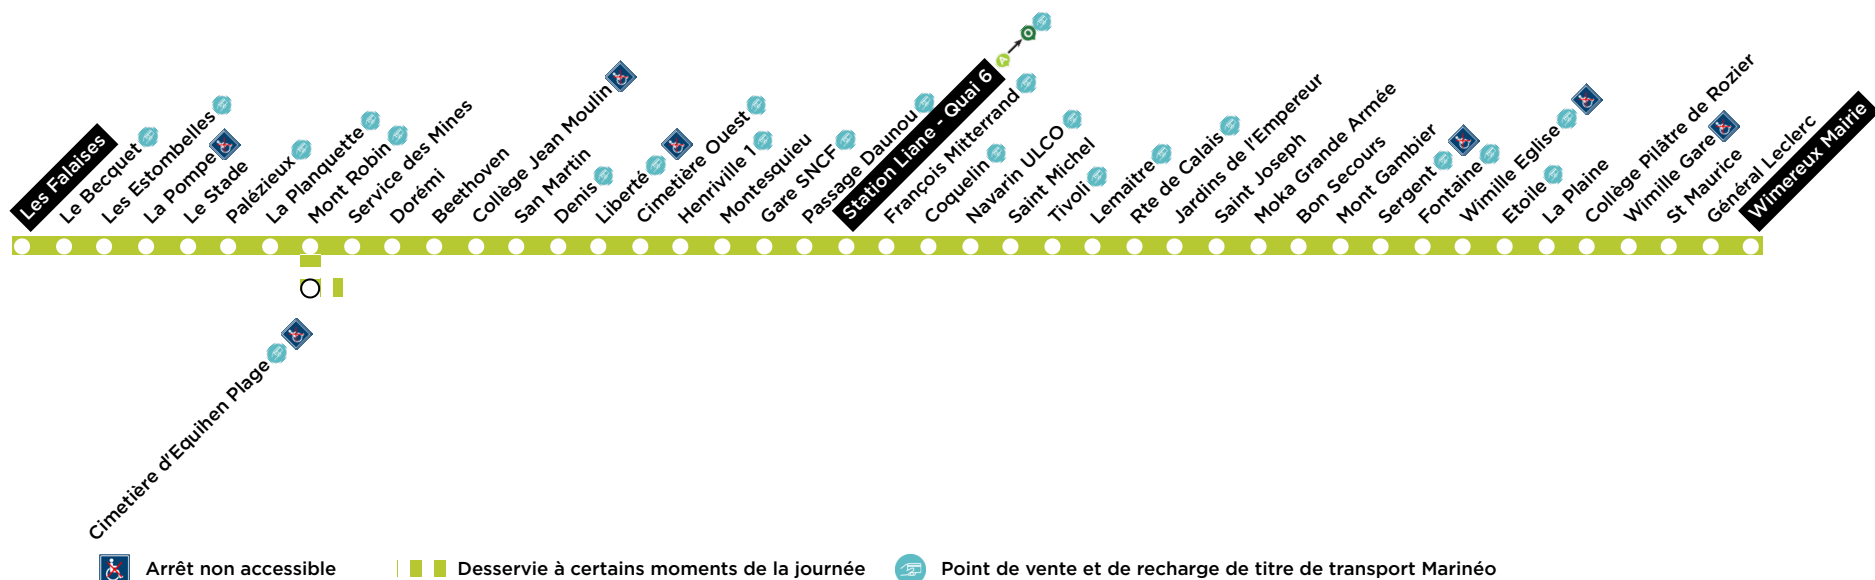 Les Falaises
Le Becquet
Les Estombelles
La Pompe
Le Stade
Palézieux
La Planquette
Mont Robin
Service des Mines
Dorémi
Beethoven
Collège Jean Moulin
San Martin
Denis
Liberté
Cimetière Ouest
Henriville 1
Montesquieu
Gare SNCF
Passage Daunou
Station Liane - Quai 6
A
O
François Mitterrand
Coquelin
Navarin ULCO
Saint Michel
Tivoli
Lemaitre
Rte de Calais
Jardins de l'Empereur
Saint Joseph
Moka Grande Armée
Bon Secours
Mont Gambier
Sergent
Fontaine
Wimille Eglise
Etoile
La Plaine
Collège Pilâtre de Rozier
Wimille Gare
St Maurice
Général Leclerc
Wimereux Mairie
Cimetière d'Equihen Plage
Arrêt non accessible
Desservie à certains moments de la journée
Point de vente et de recharge de titre de transport Marinéo